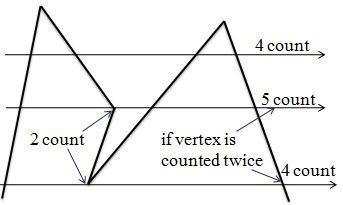 4 count
5 count
2 count
if vertex is
counted twice
4 count